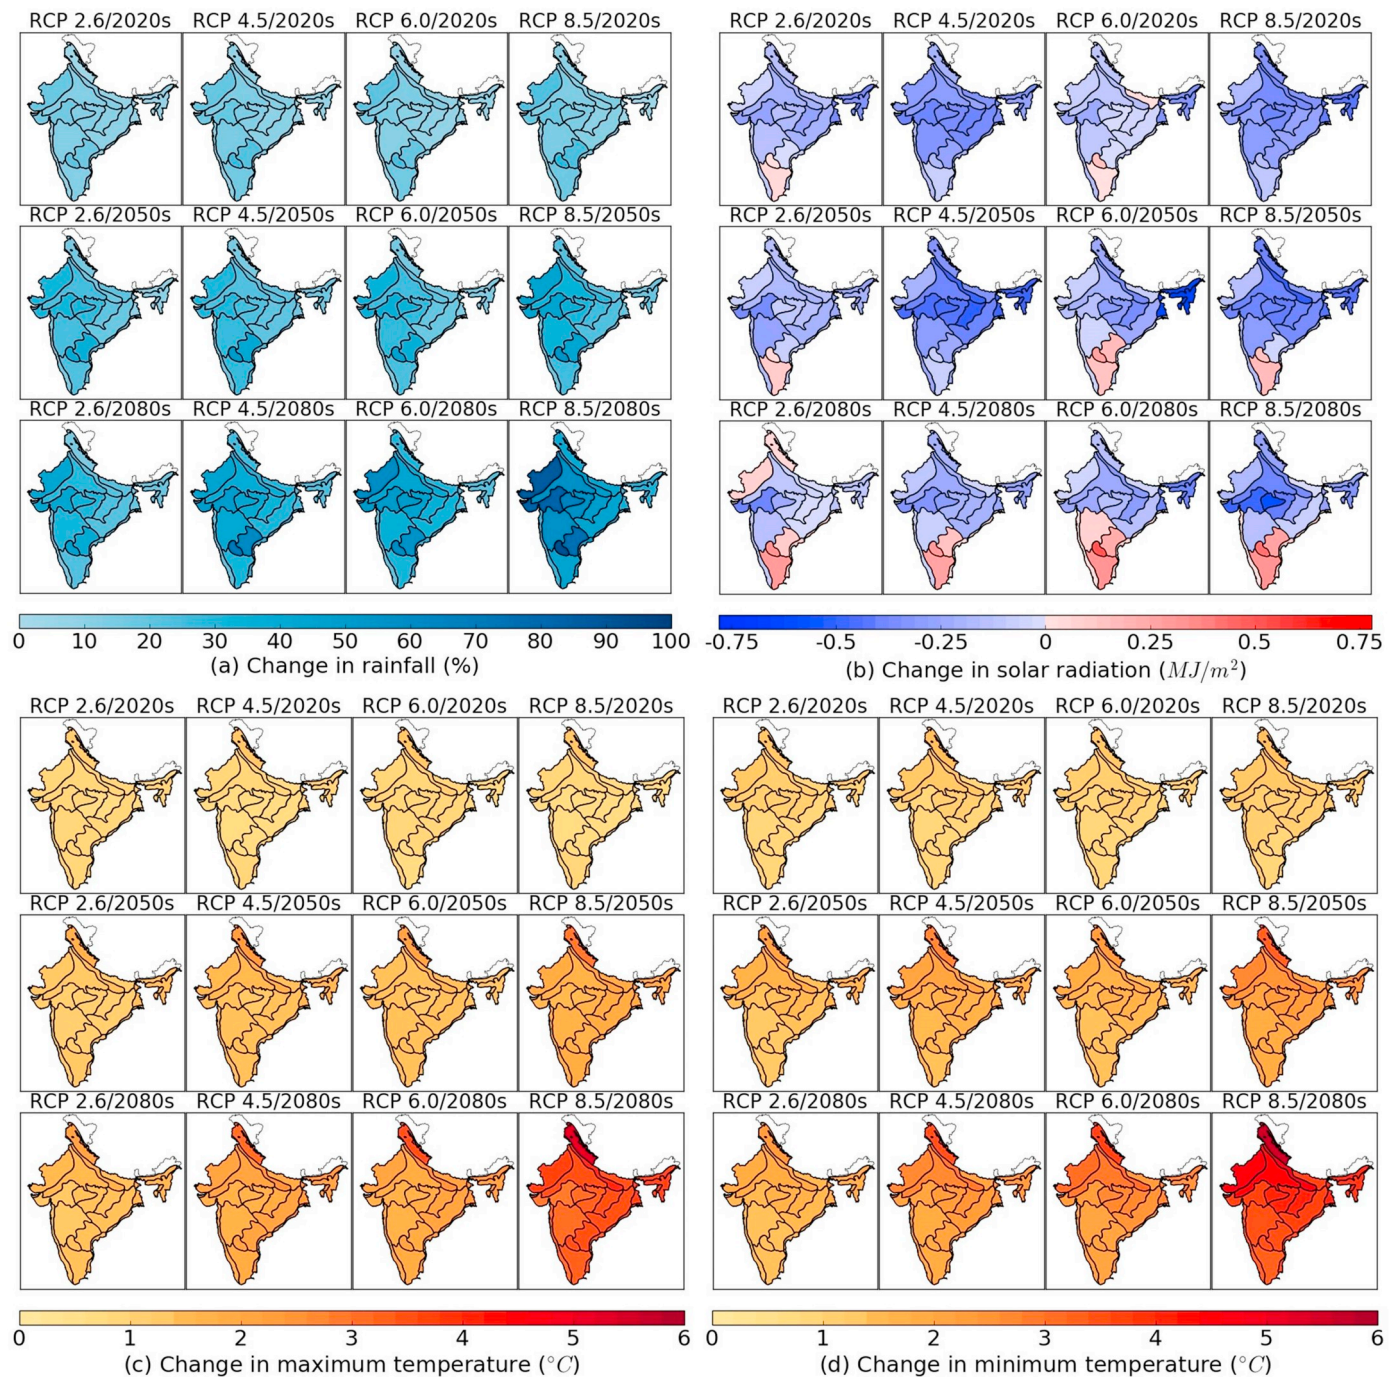 RCP 2.6/2020s RCP 4.5/2020s RCP 6.0/2020s RCP 8.5/2020s
RCP 2.6/2050s RCP 4.5/2050s RCP 6.0/2050s RCP 8.5/2050s
RCP 2.6/2080s RCP 4.5/2080s RCP 6.0/2080s RCP 8.5/2080s
0 10 20 30 40 50 60 70 80 90 100
(a) Change in rainfall (%)
RCP 2.6/2020s RCP 4.5/2020s RCP 6.0/2020s RCP 8.5/2020s
RCP 2.6/2050s RCP 4.5/2050s RCP 6.0/2050s RCP 8.5/2050s
RCP 2.6/2080s RCP 4.5/2080s RCP 6.0/2080s RCP 8.5/2080s
-0.75 -0.5 -0.25 0 0.25 0.5 0.75
(b) Change in solar radiation (MJ/m²)
RCP 2.6/2020s RCP 4.5/2020s RCP 6.0/2020s RCP 8.5/2020s
RCP 2.6/2050s RCP 4.5/2050s RCP 6.0/2050s RCP 8.5/2050s
RCP 2.6/2080s RCP 4.5/2080s RCP 6.0/2080s RCP 8.5/2080s
0 1 2 3 4 5 6
(c) Change in maximum temperature (°C)
RCP 2.6/2020s RCP 4.5/2020s RCP 6.0/2020s RCP 8.5/2020s
RCP 2.6/2050s RCP 4.5/2050s RCP 6.0/2050s RCP 8.5/2050s
RCP 2.6/2080s RCP 4.5/2080s RCP 6.0/2080s RCP 8.5/2080s
0 1 2 3 4 5 6
(d) Change in minimum temperature (°C)